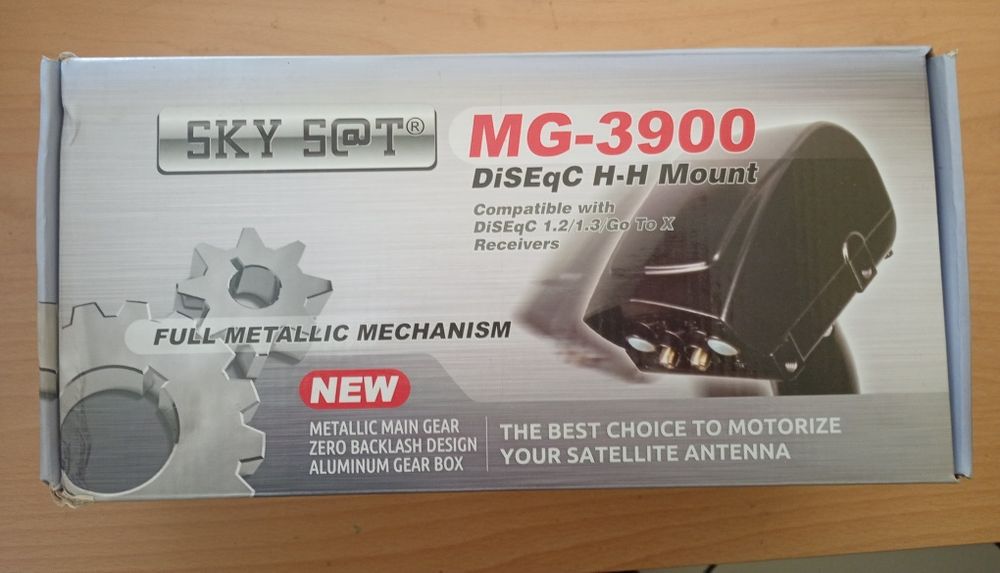 SKY S@T®
MG-3900
DiSEqC H-H Mount
Compatible with
DiSEqC 1.2/1.3/Go To X
Receivers
FULL METALLIC MECHANISM
NEW
METALLIC MAIN GEAR
ZERO BACKLASH DESIGN
ALUMINUM GEAR BOX
THE BEST CHOICE TO MOTORIZE
YOUR SATELLITE ANTENNA